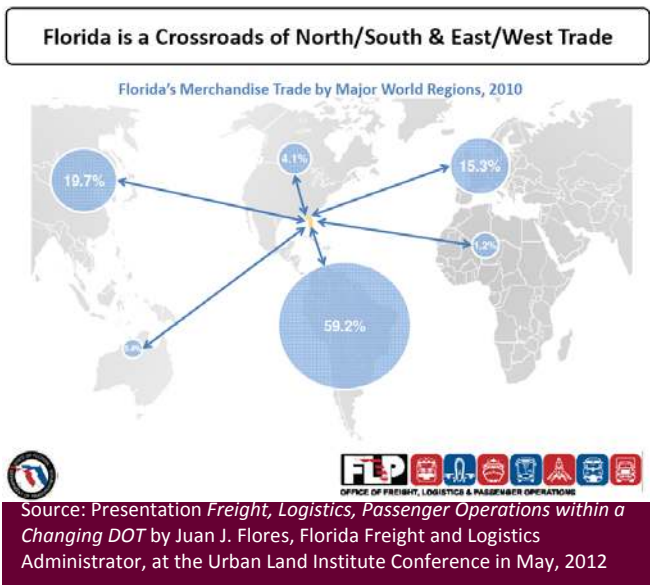 Florida is a Crossroads of North/South & East/West Trade
Florida's Merchandise Trade by Major World Regions, 2010
4.1%
15.3%
19.7%
1.2%
59.2%
FLP
OFFICE OF FREIGHT, LOGISTICS & PASSENGER OPERATIONS
Source: Presentation Freight, Logistics, Passenger Operations within a
Changing DOT by Juan J. Flores, Florida Freight and Logistics
Administrator, at the Urban Land Institute Conference in May, 2012